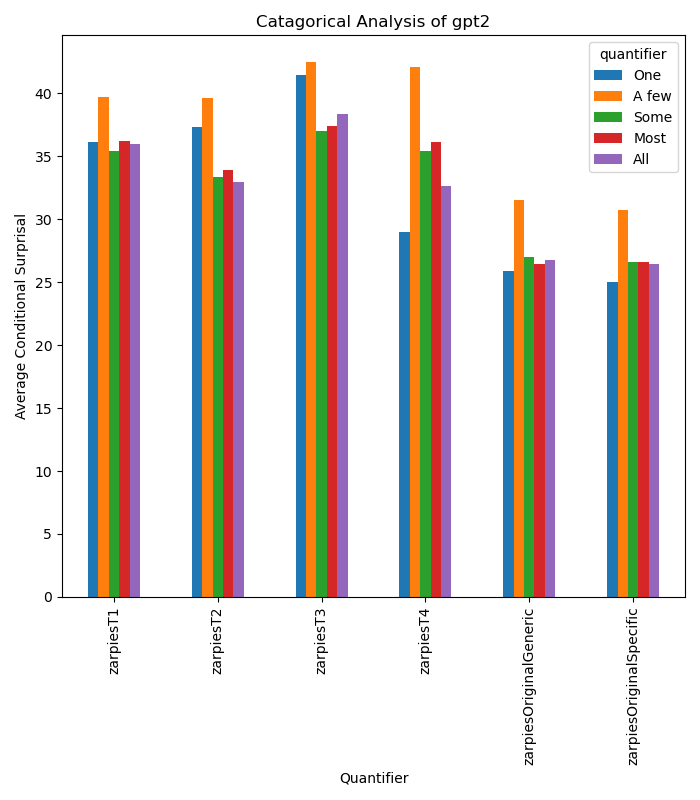 Catagorical Analysis of gpt2
quantifier
One
A few
Some
Most
All
Average Conditional Surprisal
40
35
30
25
20
15
10
5
0
zarpiesT1
zarpiesT2
zarpiesT3
zarpiesT4
zarpiesOriginalGeneric
zarpiesOriginalSpecific
Quantifier